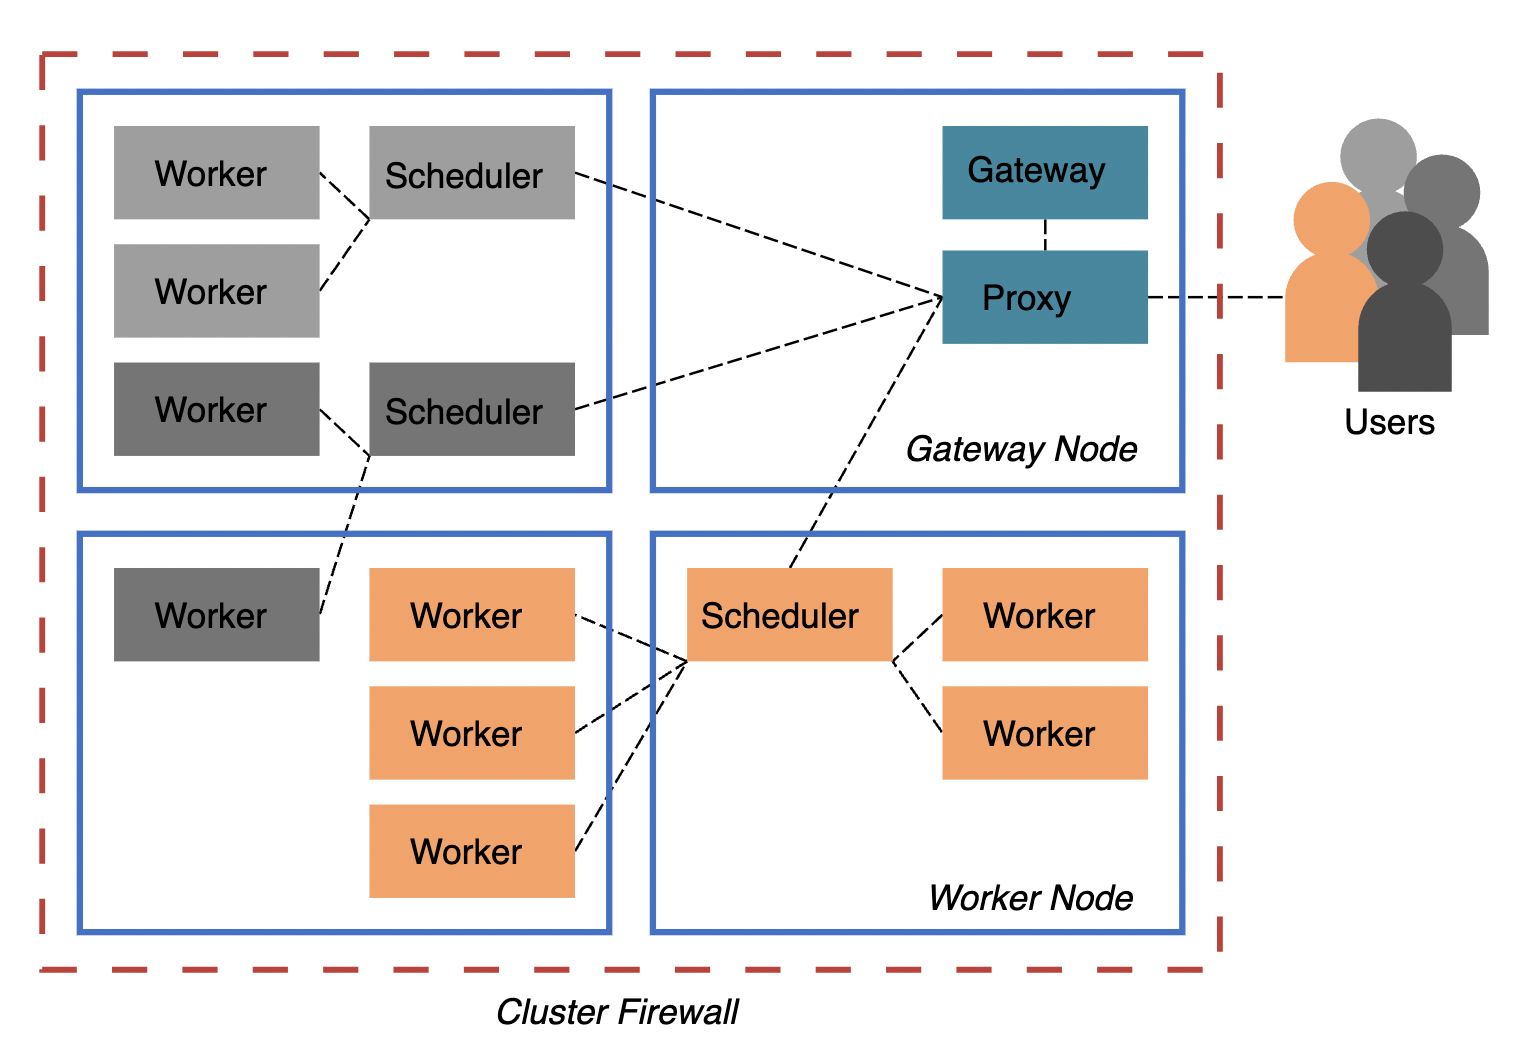 Worker
Scheduler
Worker
Worker
Scheduler
Gateway
Proxy
Gateway Node
Users
Worker
Worker
Worker
Worker
Scheduler
Worker
Worker
Worker Node
Cluster Firewall